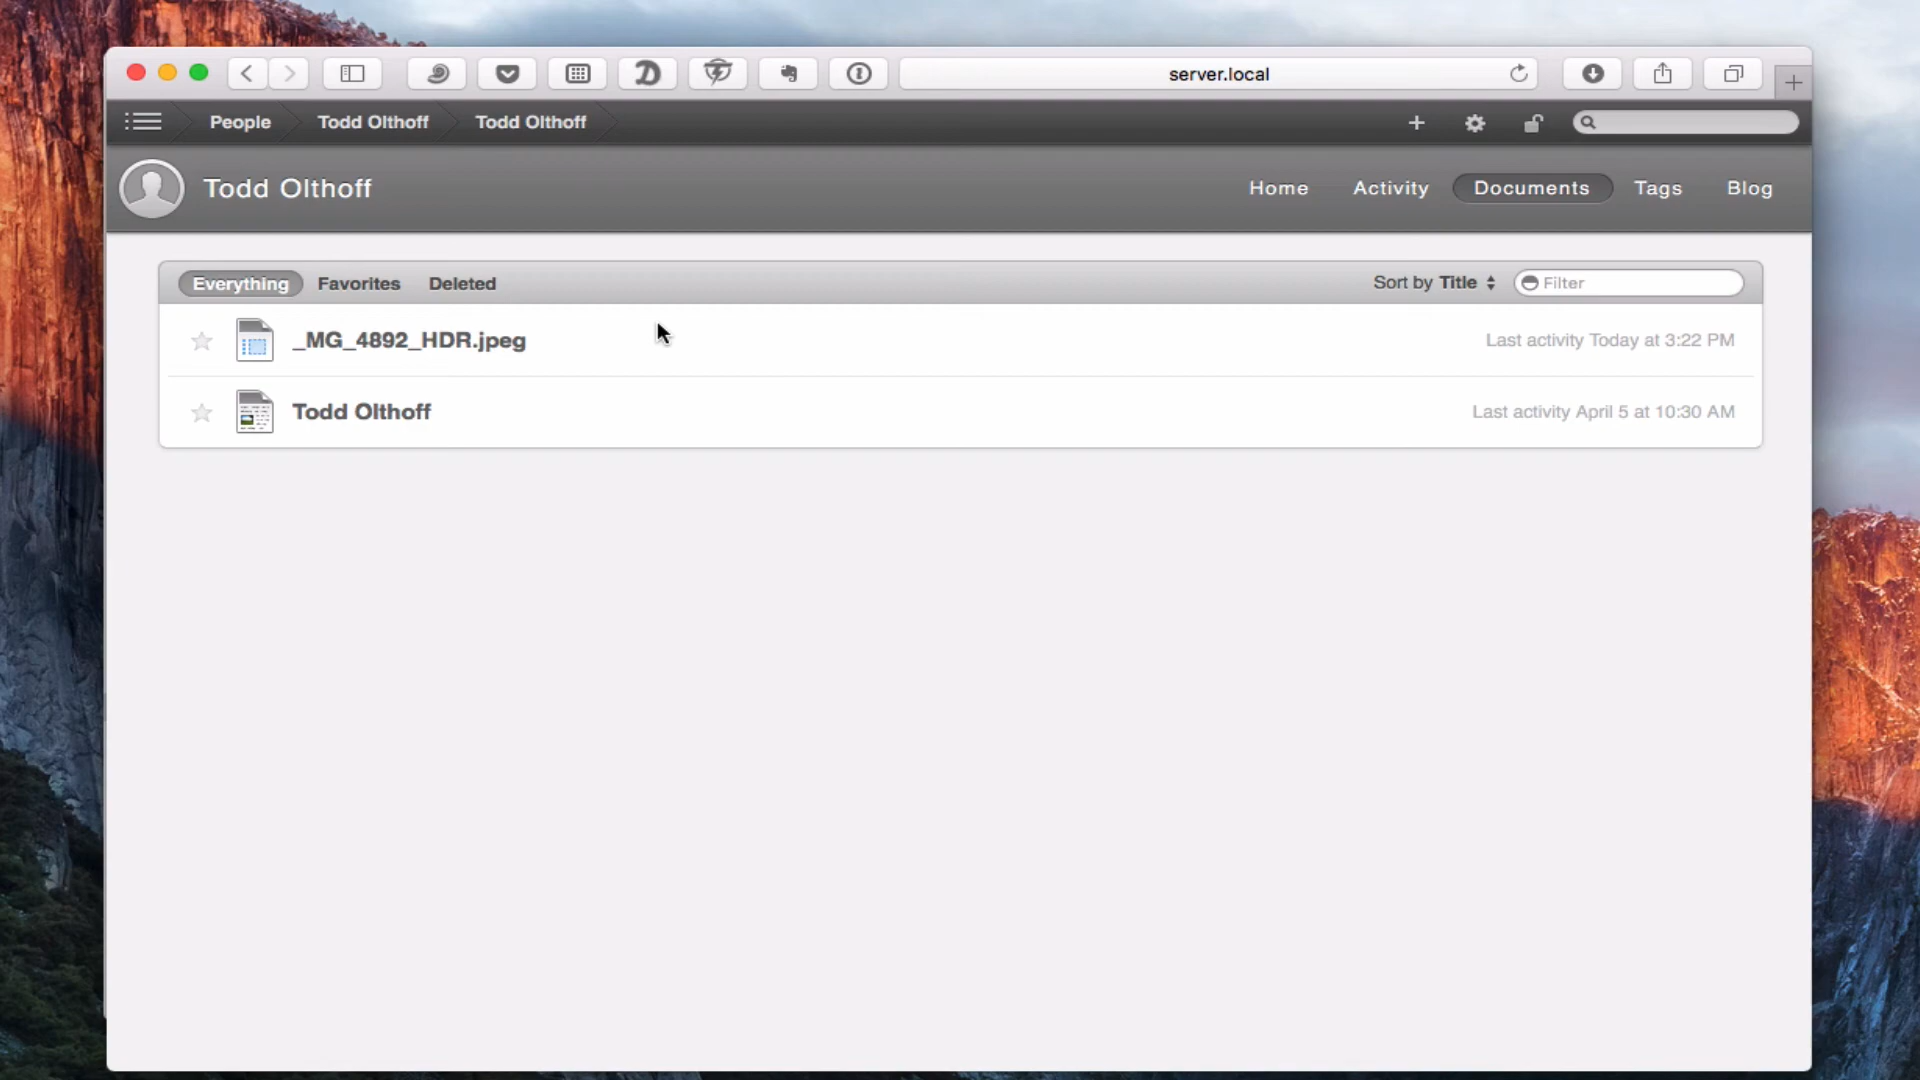 server.local
People Todd Olthoff Todd Olthoff
Todd Olthoff
Home Activity Documents Tags Blog
Everything Favorites Deleted Sort by Title Filter
_MG_4892_HDR.jpeg Last activity Today at 3:22 PM
Todd Olthoff Last activity April 5 at 10:30 AM